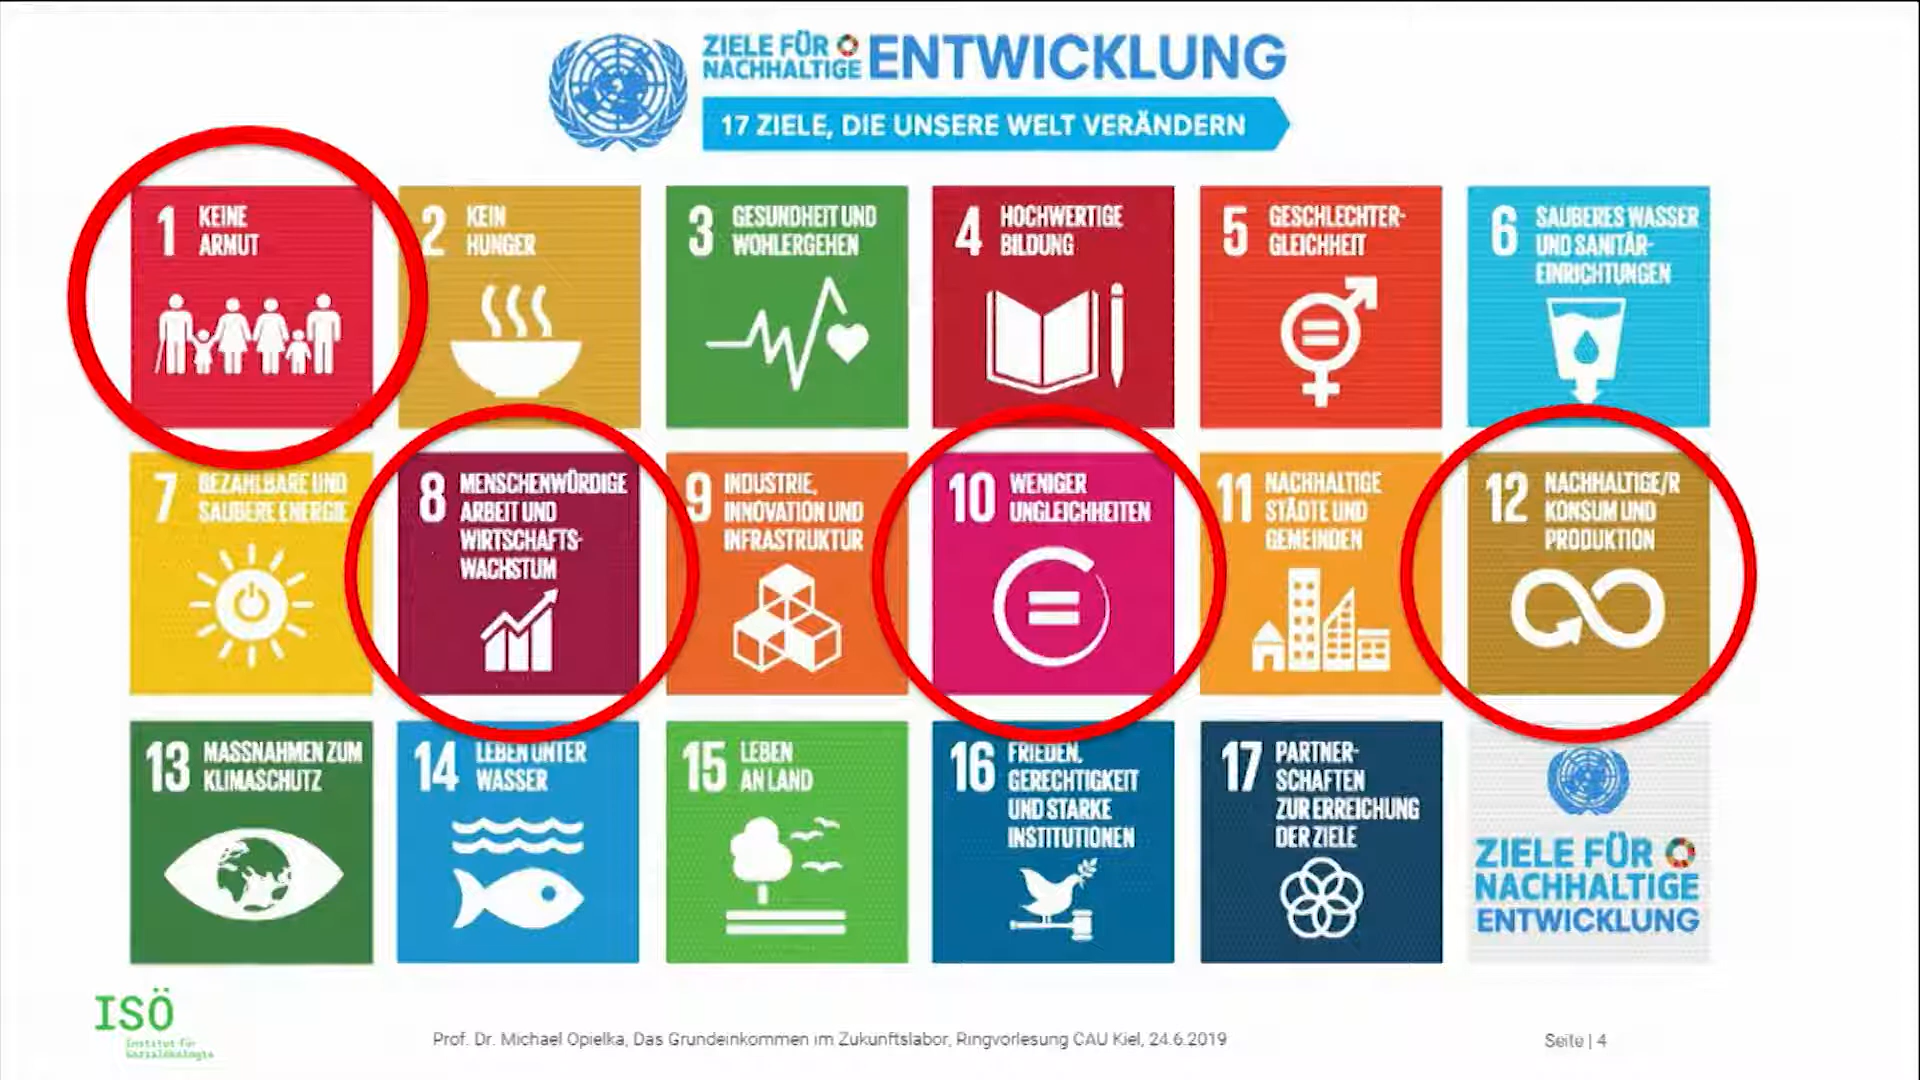 ZIELE FÜR
NACHHALTIGE
ENTWICKLUNG
17 ZIELE, DIE UNSERE WELT VERÄNDERN
1 KEINE
ARMUT
2 KEIN
HUNGER
3 GESUNDHEIT UND
WOHLERGEHEN
4 HOCHWERTIGE
BILDUNG
5 GESCHLECHTER-
GLEICHHEIT
6 SAUBERES WASSER
UND SANITÄR-
EINRICHTUNGEN
7 BEZAHLBARE UND
SAUBERE ENERGIE
8 MENSCHENWÜRDIGE
ARBEIT UND
WIRTSCHAFTS-
WACHSTUM
9 INDUSTRIE,
INNOVATION UND
INFRASTRUKTUR
10 WENIGER
UNGLEICHHEITEN
11 NACHHALTIGE
STÄDTE UND
GEMEINDEN
12 NACHHALTIGE/R
KONSUM UND
PRODUKTION
13 MASSNAHMEN ZUM
KLIMASCHUTZ
14 LEBEN UNTER
WASSER
15 LEBEN
AN LAND
16 FRIEDEN,
GERECHTIGKEIT
UND STARKE
INSTITUTIONEN
17 PARTNER-
SCHAFTEN
ZUR ERREICHUNG
DER ZIELE
ZIELE FÜR
NACHHALTIGE
ENTWICKLUNG
ISÖ
Institut für
Sozialökologie
Prof. Dr. Michael Opielka, Das Grundeinkommen im Zukunftslabor, Ringvorlesung CAU Kiel, 24.6.2019
Seite | 4